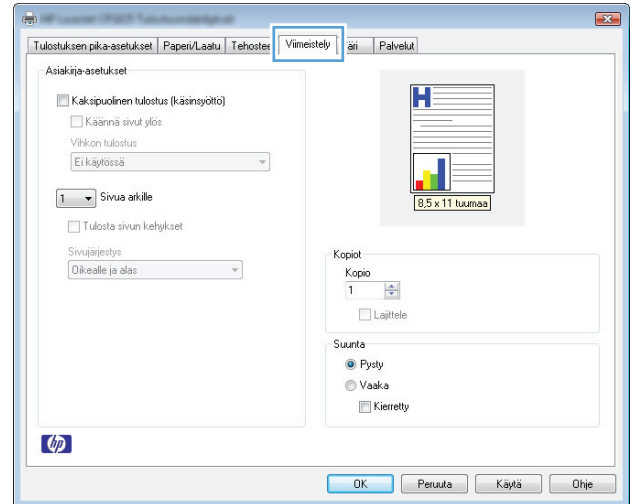 Tulostuksen pika-asetukset Paperi/Laatu Viimeistely äri Palvelut
Asiakirja-asetukset
Kaksipuolinen tulostus (käsinsyöttö)
Käännä sivut ylös
Vihkon tulostus
Ei käytössä
1 Sivua arkille
Tulosta sivun kehykset
Sivujärjestys
Oikealle ja alas
H
8,5 x 11 tuumaa
Kopiot
Kopio
1
Lajittele
Suunta
Pysty
Vaaka
Kierretty
hp
OK Peruuta Käytä Ohje